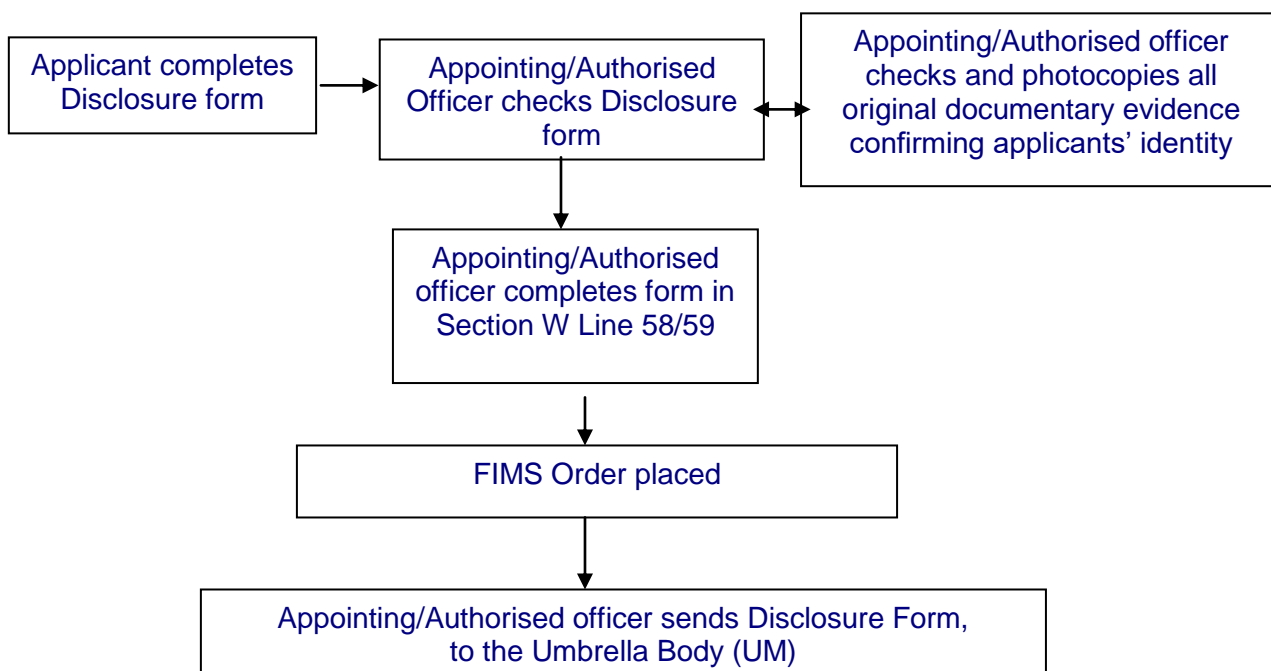 Applicant completes
Disclosure form
Appointing/Authorised
Officer checks Disclosure
form
Appointing/Authorised officer
checks and photocopies all
original documentary evidence
confirming applicants’ identity
Appointing/Authorised
officer completes form in
Section W Line 58/59
FIMS Order placed
Appointing/Authorised officer sends Disclosure Form,
to the Umbrella Body (UM)